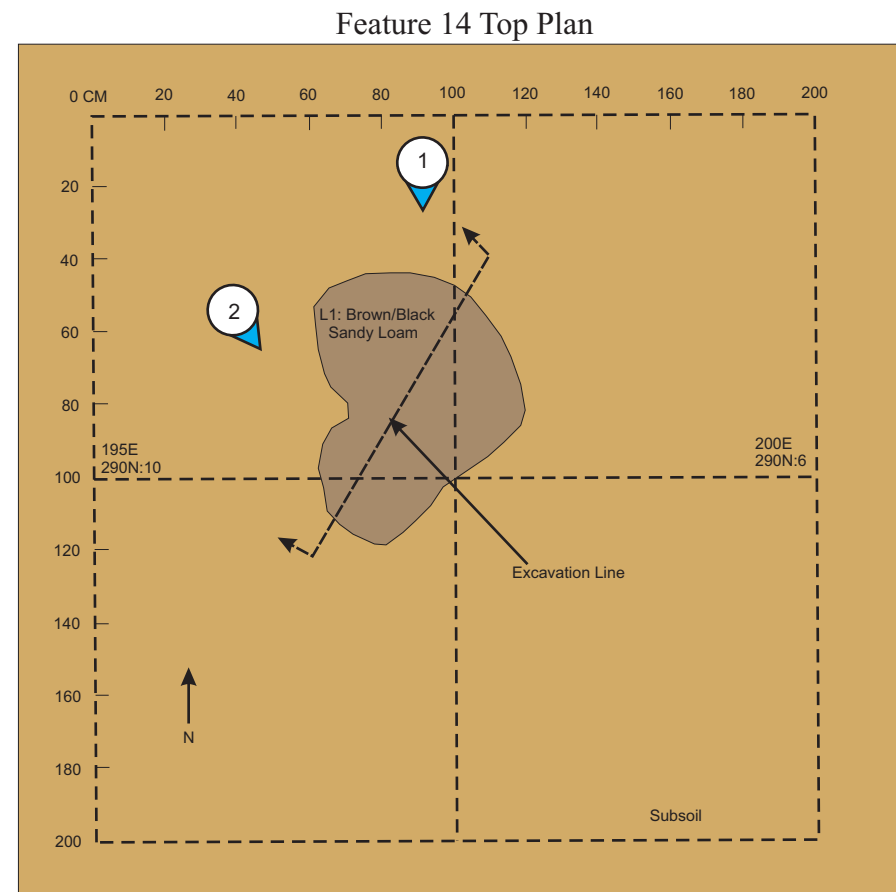 Feature 14 Top Plan
0 CM 20 40 60 80 100 120 140 160 180 200
1
20
40
2
60
L1: Brown/Black
Sandy Loam
80
195E
290N:10
200E
290N:6
100
120
Excavation Line
140
160
N
180
Subsoil
200